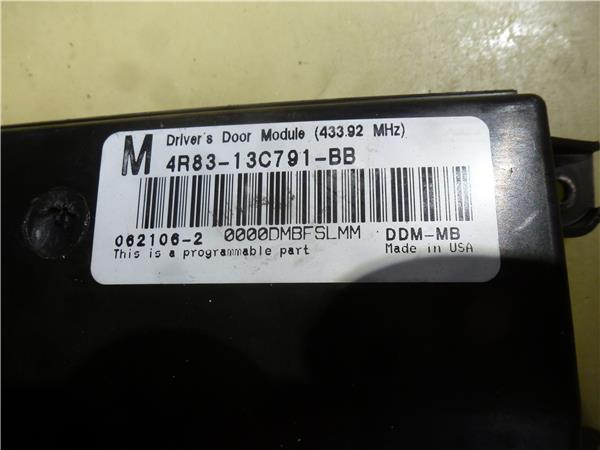 Driver's Door Module (433.92 MHz)
M 4R83-13C791-BB
062106-2 0000DMBFSLMM DDM-MB
This is a programmable part Made in USA